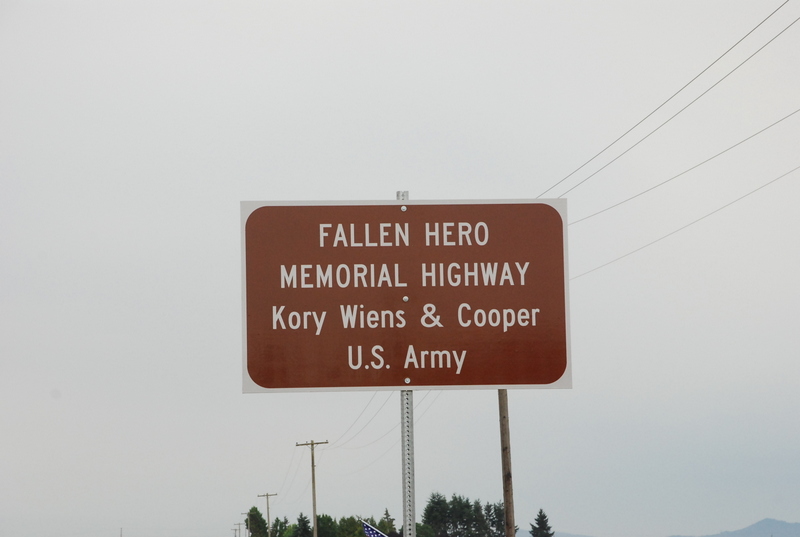 FALLEN HERO
MEMORIAL HIGHWAY
Kory Wiens & Cooper
U.S. Army